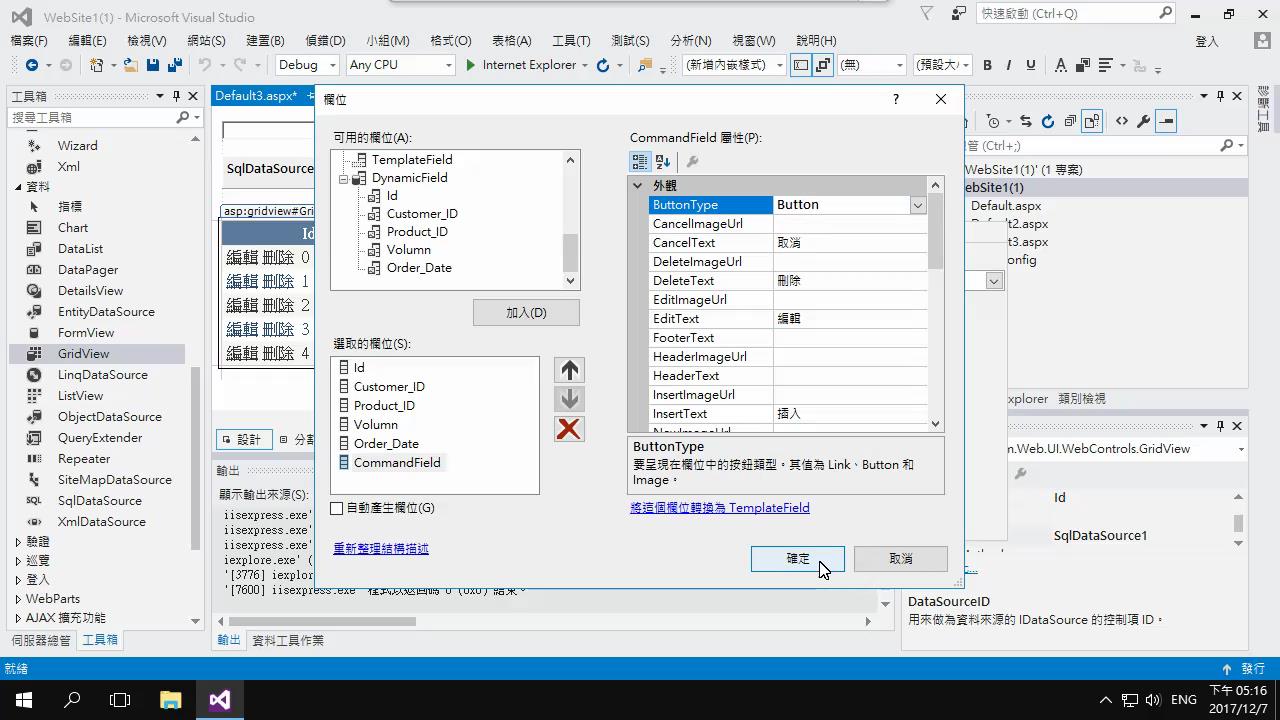 WebSite1(1) - Microsoft Visual Studio
快速啟動 (Ctrl+Q)
檔案(F) 編輯(E) 檢視(V) 網站(S) 建置(B) 偵錯(D) 小組(M) 格式(O) 表格(A) 工具(T) 測試(S) 分析(N) 視窗(W) 說明(H)
登入
Debug Any CPU Internet Explorer (新增內嵌樣式) (無) (預設大 B I U A
工具箱
搜尋工具箱
Wizard
Xml
資料
指標
Chart
DataList
DataPager
DetailsView
EntityDataSource
FormView
GridView
LinqDataSource
ListView
ObjectDataSource
QueryExtender
Repeater
SiteMapDataSource
SqlDataSource
XmlDataSource
驗證
巡覽
登入
WebParts
AJAX 擴充功能
伺服器總管 工具箱
Default3.aspx*
SqlDataSource
asp:gridview#Gri
Id
編輯 刪除 0
編輯 刪除 1
編輯 刪除 2
編輯 刪除 3
編輯 刪除 4
設計 分割
輸出
顯示輸出來源(S):
iisexpress.exe'
iisexpress.exe'
iisexpress.exe'
iexplore.exe' (
'[3776] iexplor
'[7600] iisexpress.exe
輸出 資料工具作業
欄位
?
可用的欄位(A):
TemplateField
DynamicField
Id
Customer_ID
Product_ID
Volumn
Order_Date
加入(D)
選取的欄位(S):
Id
Customer_ID
Product_ID
Volumn
Order_Date
CommandField
自動產生欄位(G)
重新整理結構描述
CommandField 屬性(P):
外觀
ButtonType Button
CancelImageUrl
CancelText 取消
DeleteImageUrl
DeleteText 刪除
EditImageUrl
EditText 編輯
FooterText
HeaderImageUrl
HeaderText
InsertImageUrl
InsertText 插入
NewImageUrl
ButtonType
要呈現在欄位中的按鈕類型。其值為 Link、Button 和
Image。
將這個欄位轉換為 TemplateField
確定 取消
管 (Ctrl+;)
WebSite1(1)' (1 專案)
ebSite1(1)
Default.aspx
Default2.aspx
t3.aspx
onfig
xplorer 類別檢視
m.Web.UI.WebControls.GridView
Id
SqlDataSource1
DataSourceID
用來做為資料來源的 IDataSource 的控制項 ID。
就緒
發行
ENG
下午 05:16
2017/12/7